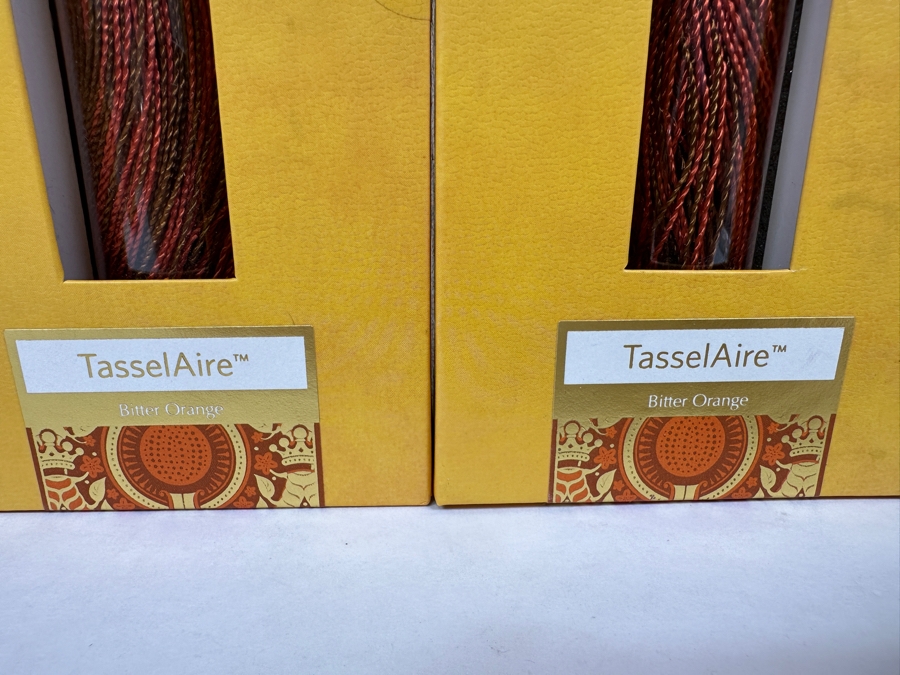 TasselAire™
Bitter Orange
TasselAire™
Bitter Orange